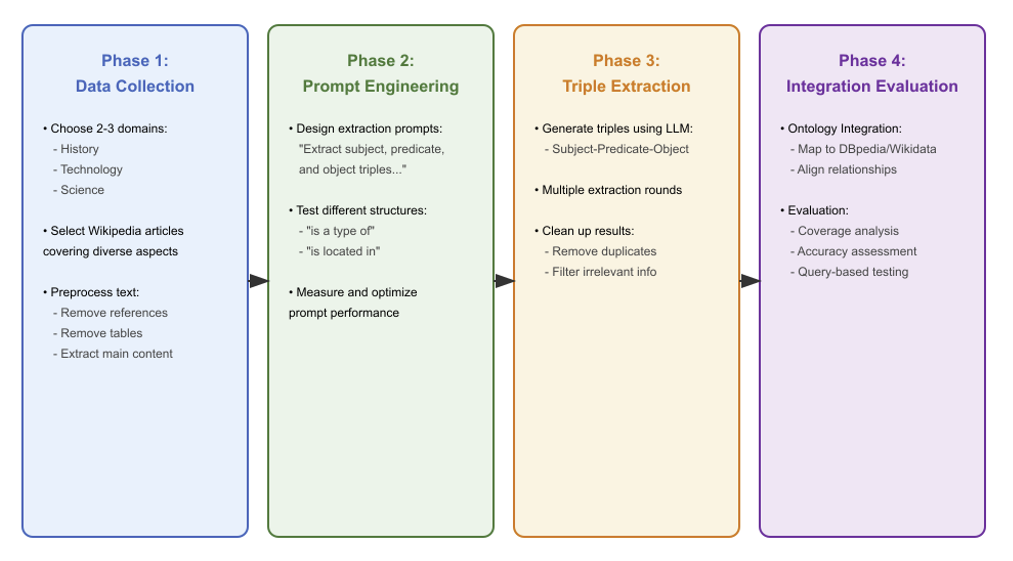 Phase 1:
Data Collection
• Choose 2-3 domains:
- History
- Technology
- Science
• Select Wikipedia articles
covering diverse aspects
• Preprocess text:
- Remove references
- Remove tables
- Extract main content
Phase 2:
Prompt Engineering
• Design extraction prompts:
"Extract subject, predicate,
and object triples..."
• Test different structures:
- "is a type of"
- "is located in"
• Measure and optimize
prompt performance
Phase 3:
Triple Extraction
• Generate triples using LLM:
- Subject-Predicate-Object
• Multiple extraction rounds
• Clean up results:
- Remove duplicates
- Filter irrelevant info
Phase 4:
Integration Evaluation
• Ontology Integration:
- Map to DBpedia/Wikidata
- Align relationships
• Evaluation:
- Coverage analysis
- Accuracy assessment
- Query-based testing